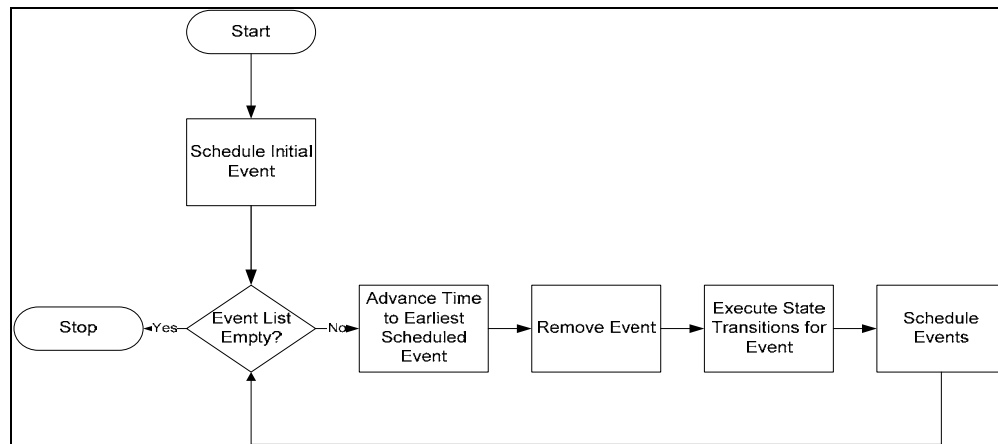 Start
Schedule Initial
Event
Stop
Yes
Event List
Empty?
No
Advance Time
to Earliest
Scheduled
Event
Remove Event
Execute State
Transitions for
Event
Schedule
Events